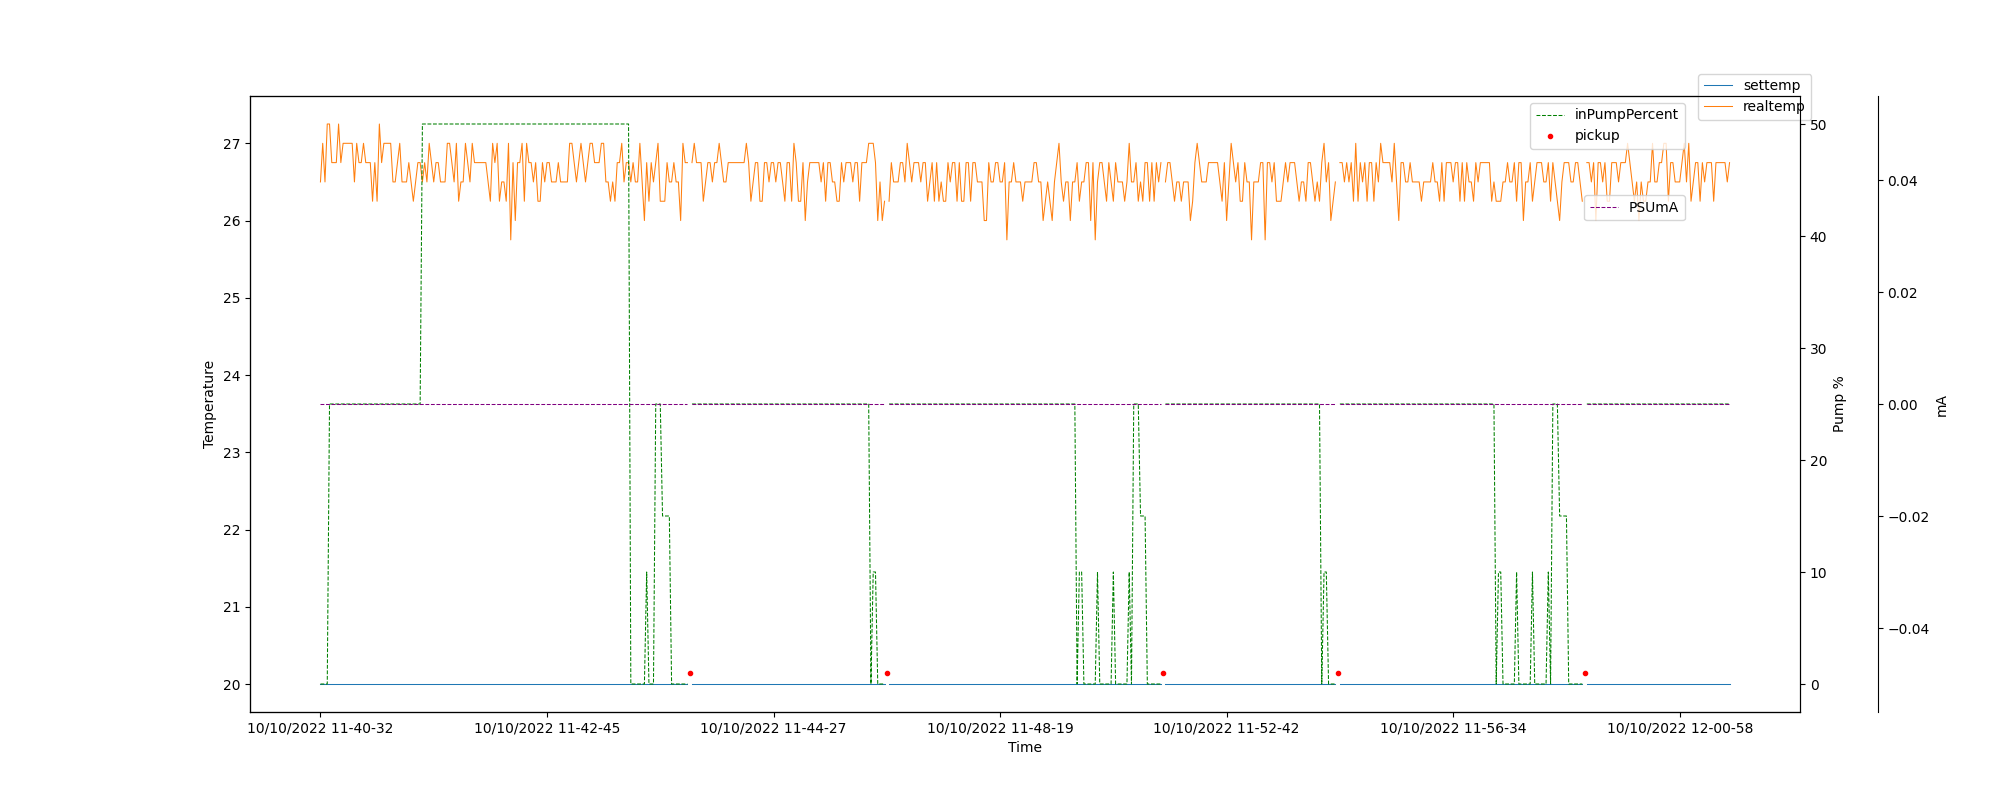 settemp
realtemp
inPumpPercent
pickup
PSUmA
27
26
25
24
23
22
21
20
Temperature
50
40
30
20
10
0
Pump %
0.04
0.02
0.00
−0.02
−0.04
mA
10/10/2022 11-40-32
10/10/2022 11-42-45
10/10/2022 11-44-27
10/10/2022 11-48-19
10/10/2022 11-52-42
10/10/2022 11-56-34
10/10/2022 12-00-58
Time